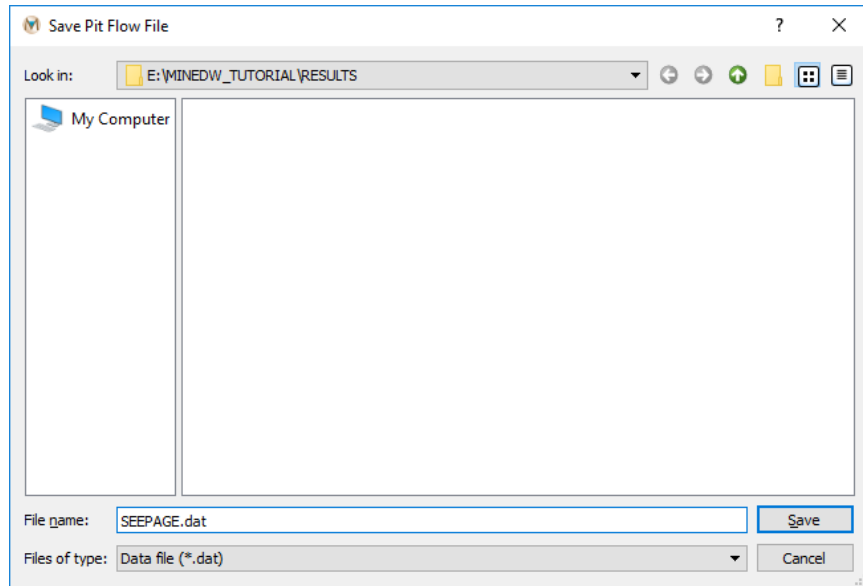 Save Pit Flow File
?
Look in:
E:\MINEDW_TUTORIAL\RESULTS
My Computer
File name:
SEEPAGE.dat
Save
Files of type:
Data file (*.dat)
Cancel